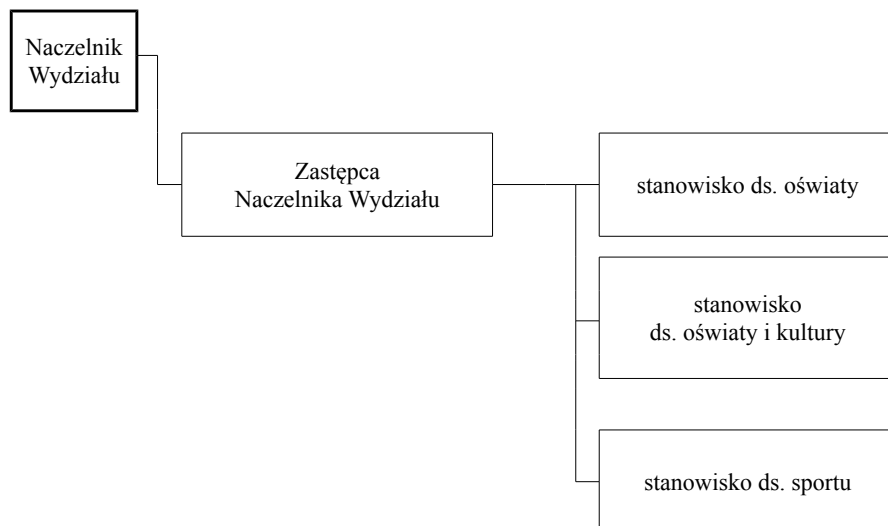 Naczelnik
Wydziału
Zastępca
Naczelnika Wydziału
stanowisko ds. oświaty
stanowisko
ds. oświaty i kultury
stanowisko ds. sportu